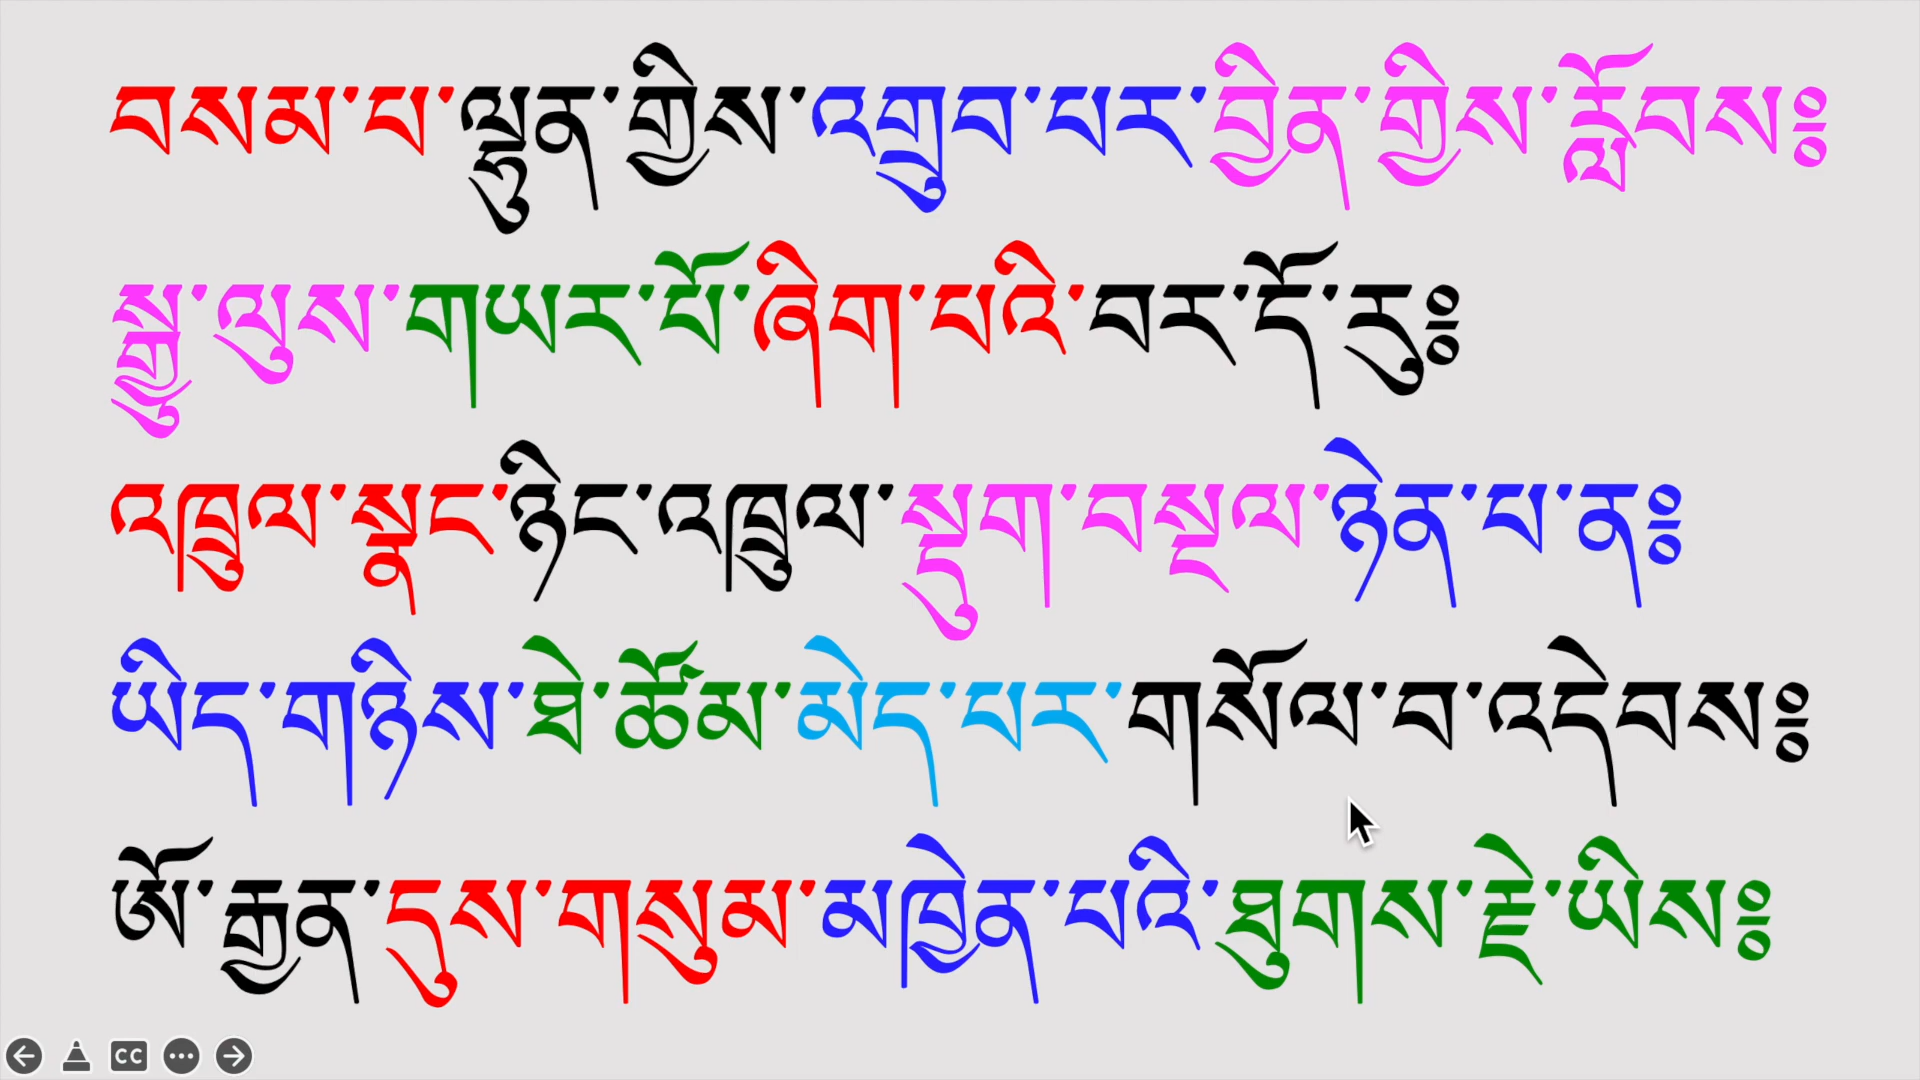 བསམ་པ་ལྷུན་གྱིས་འགྲུབ་པར་བྱིན་གྱིས་རློབས༔
སྒྱུ་ལུས་གཡར་པོ་ཞིག་པའི་བར་དོ་རུ༔
འཁྲུལ་སྣང་ཉིང་འཁྲུལ་སྡུག་བསྔལ་ཉེན་པ་ན༔
ཡིད་གཉིས་ཐེ་ཚོམ་མེད་པར་གསོལ་བ་འདེབས༔
ཨོ་རྒྱན་དུས་གསུམ་མཁྱེན་པའི་ཐུགས་རྗེ་ཡིས༔
CC